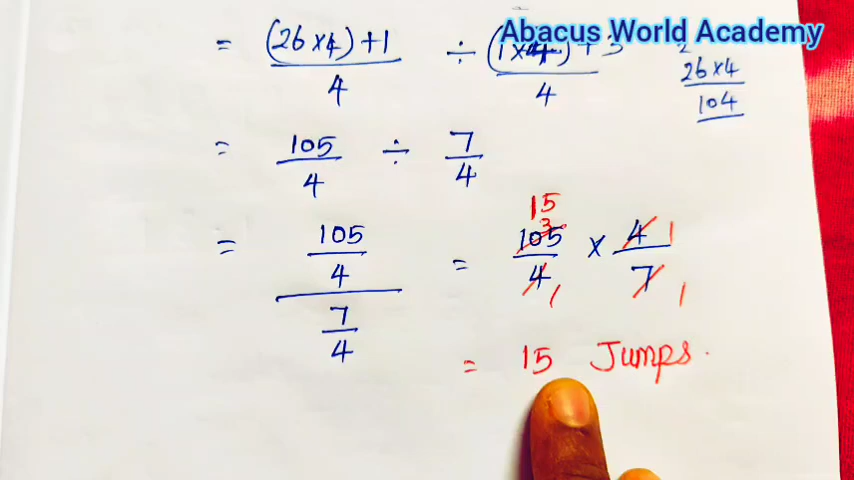 Abacus World Academy
= (26×4)+1/4 ÷ (1×4)+3/4
26×4
104
= 105/4 ÷ 7/4
= 105/4 / 7/4 = 105/4 × 4/7
15
3
1
1
1
= 15 Jumps.